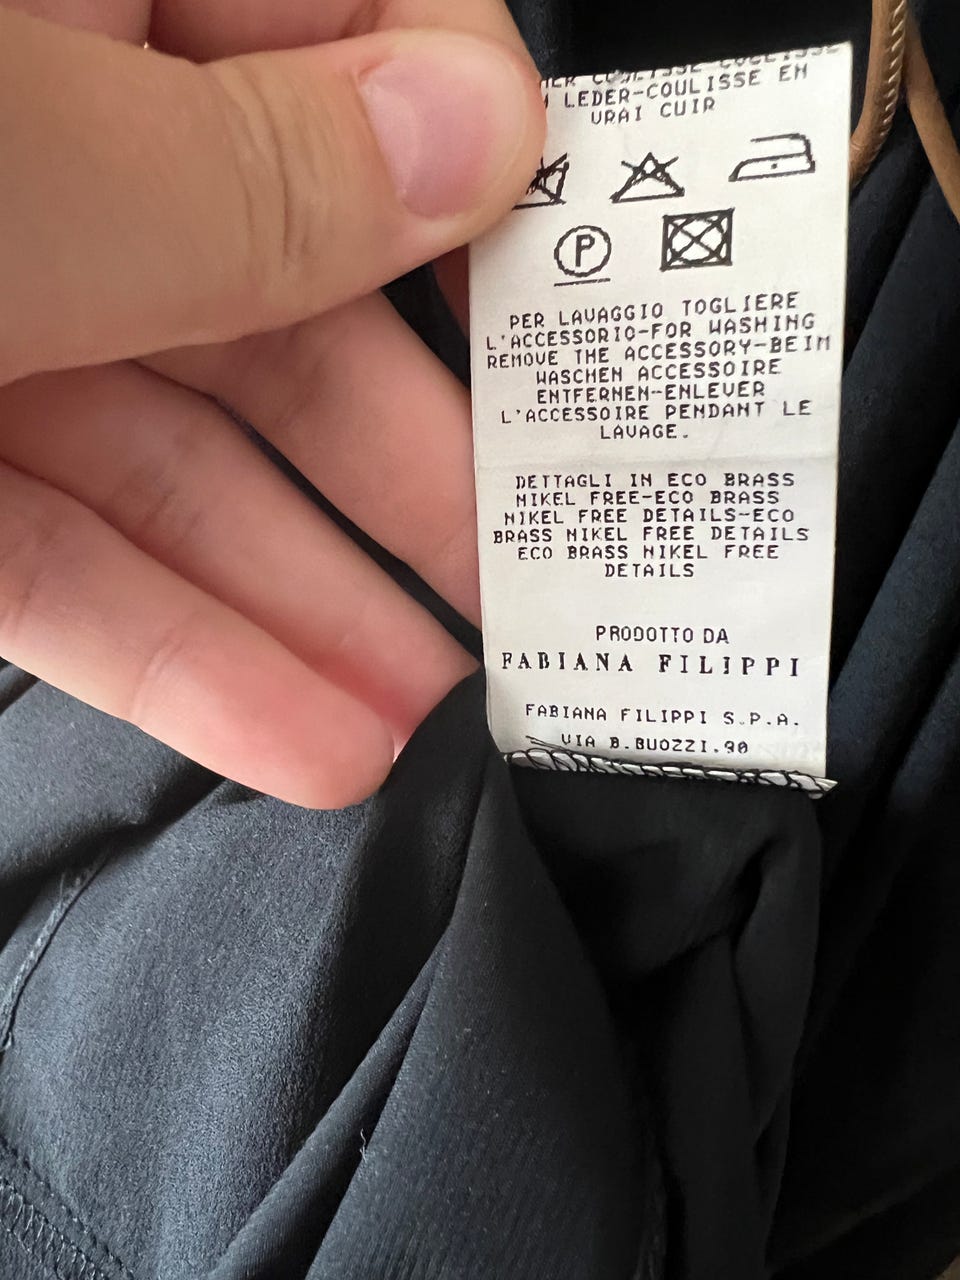 LEDER-COULISSE EN
VRAI CUIR
P
PER LAVAGGIO TOGLIERE
L'ACCESSORIO-FOR WASHING
REMOVE THE ACCESSORY-BEIM
WASCHEN ACCESSOIRE
ENTFERNEN-ENLEVER
L'ACCESSOIRE PENDANT LE
LAVAGE.
DETTAGLI IN ECO BRASS
NIKEL FREE-ECO BRASS
NIKEL FREE DETAILS-ECO
BRASS NIKEL FREE DETAILS
ECO BRASS NIKEL FREE
DETAILS
PRODOTTO DA
FABIANA FILIPPI
FABIANA FILIPPI S.P.A.
VIA B.BUOZZI.90